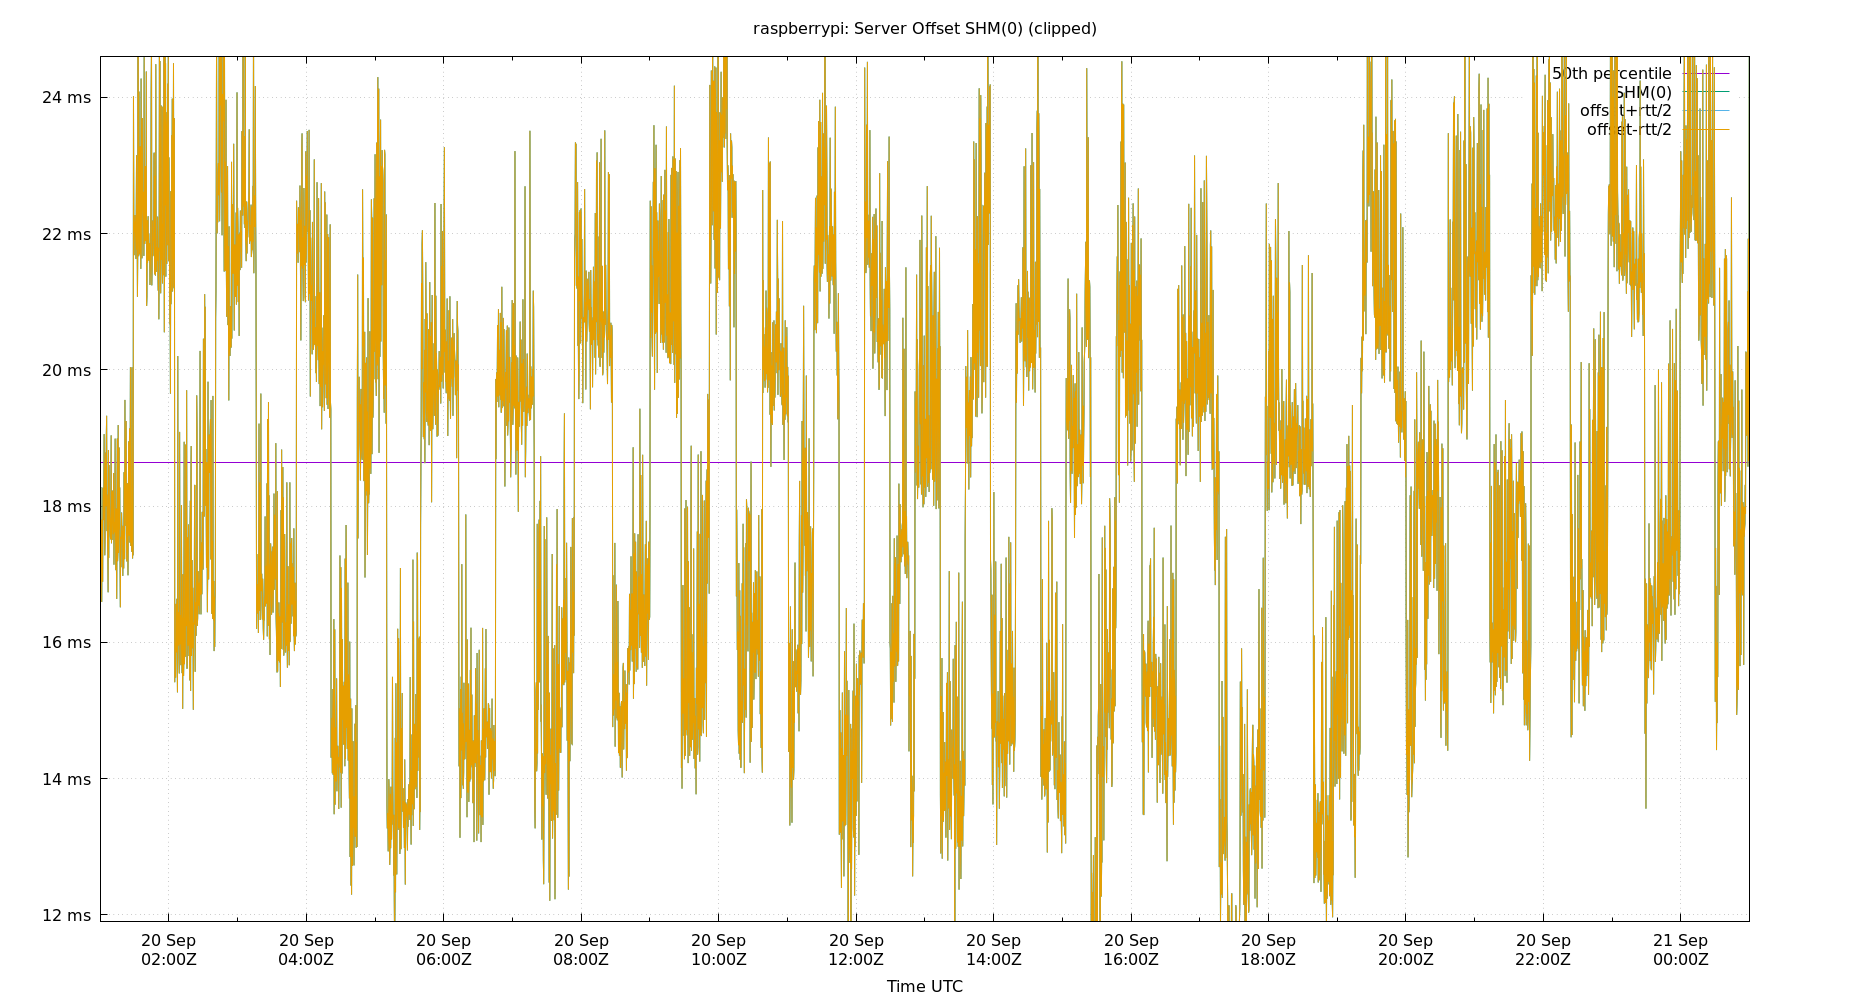 raspberrypi: Server Offset SHM(0) (clipped)
50th percentile
SHM(0)
offset+rtt/2
offset-rtt/2
24 ms
22 ms
20 ms
18 ms
16 ms
14 ms
12 ms
20 Sep 20 Sep 20 Sep 20 Sep 20 Sep 20 Sep 20 Sep 20 Sep 20 Sep 20 Sep 20 Sep 21 Sep
02:00Z 04:00Z 06:00Z 08:00Z 10:00Z 12:00Z 14:00Z 16:00Z 18:00Z 20:00Z 22:00Z 00:00Z
Time UTC